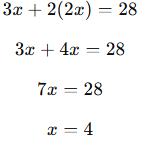 3x + 2(2x) = 28
3x + 4x = 28
7x = 28
x = 4